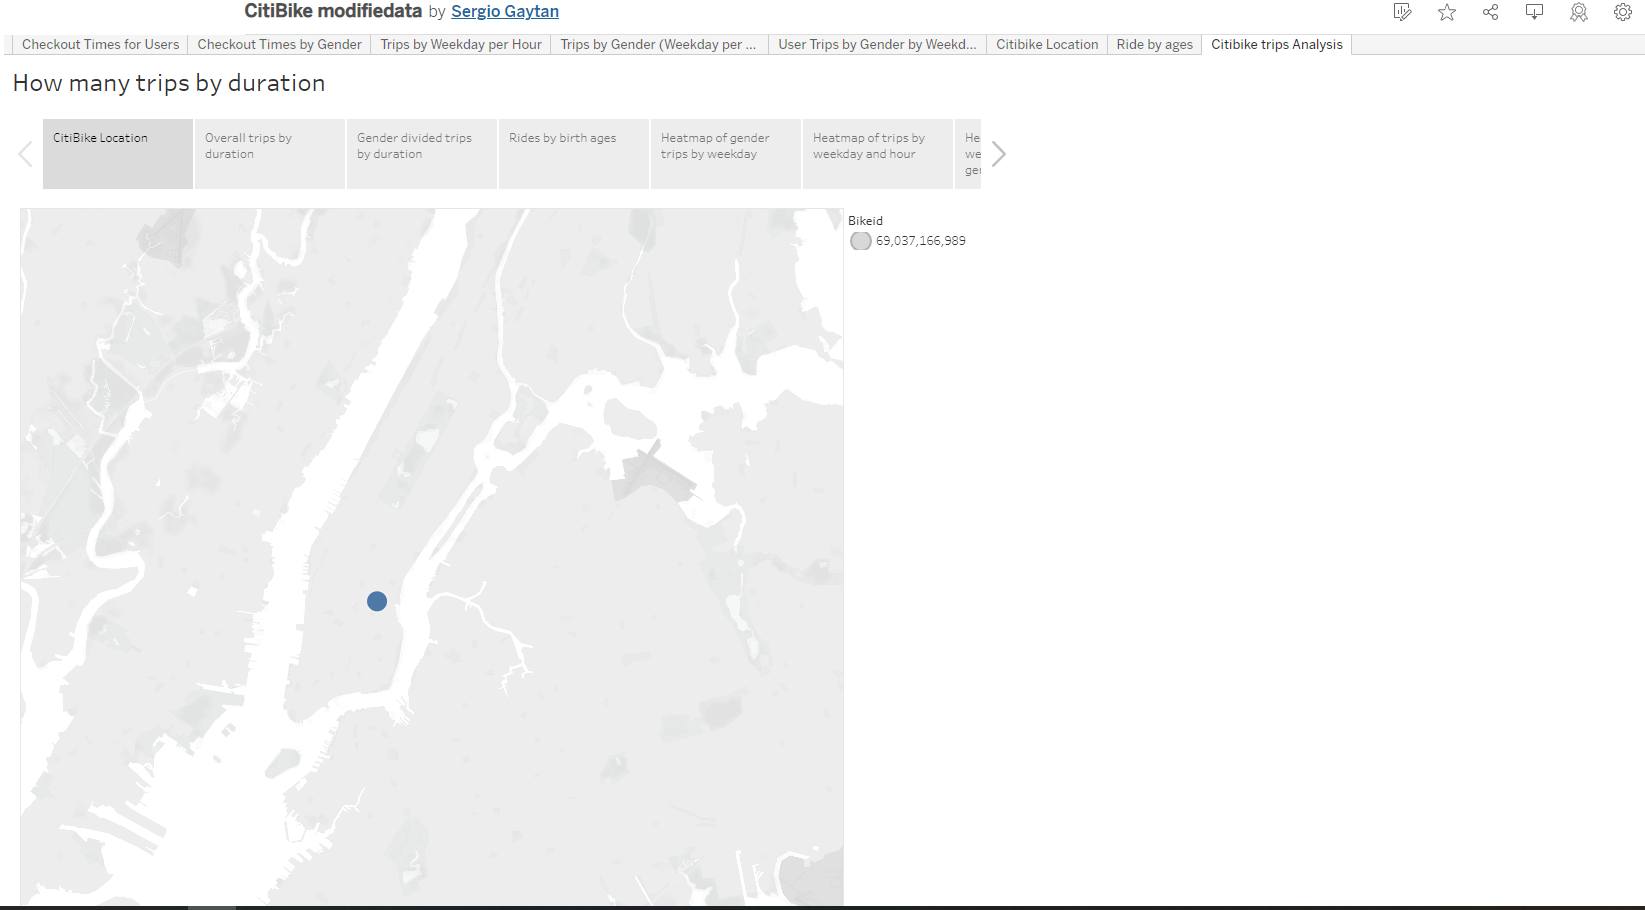 CitiBike modifiedata by Sergio Gaytan
Checkout Times for Users
Checkout Times by Gender
Trips by Weekday per Hour
Trips by Gender (Weekday per ...
User Trips by Gender by Weekd...
Citibike Location
Ride by ages
Citibike trips Analysis
How many trips by duration
CitiBike Location
Overall trips by
duration
Gender divided trips
by duration
Rides by birth ages
Heatmap of gender
trips by weekday
Heatmap of trips by
weekday and hour
He
we
ge
Bikeid
69,037,166,989